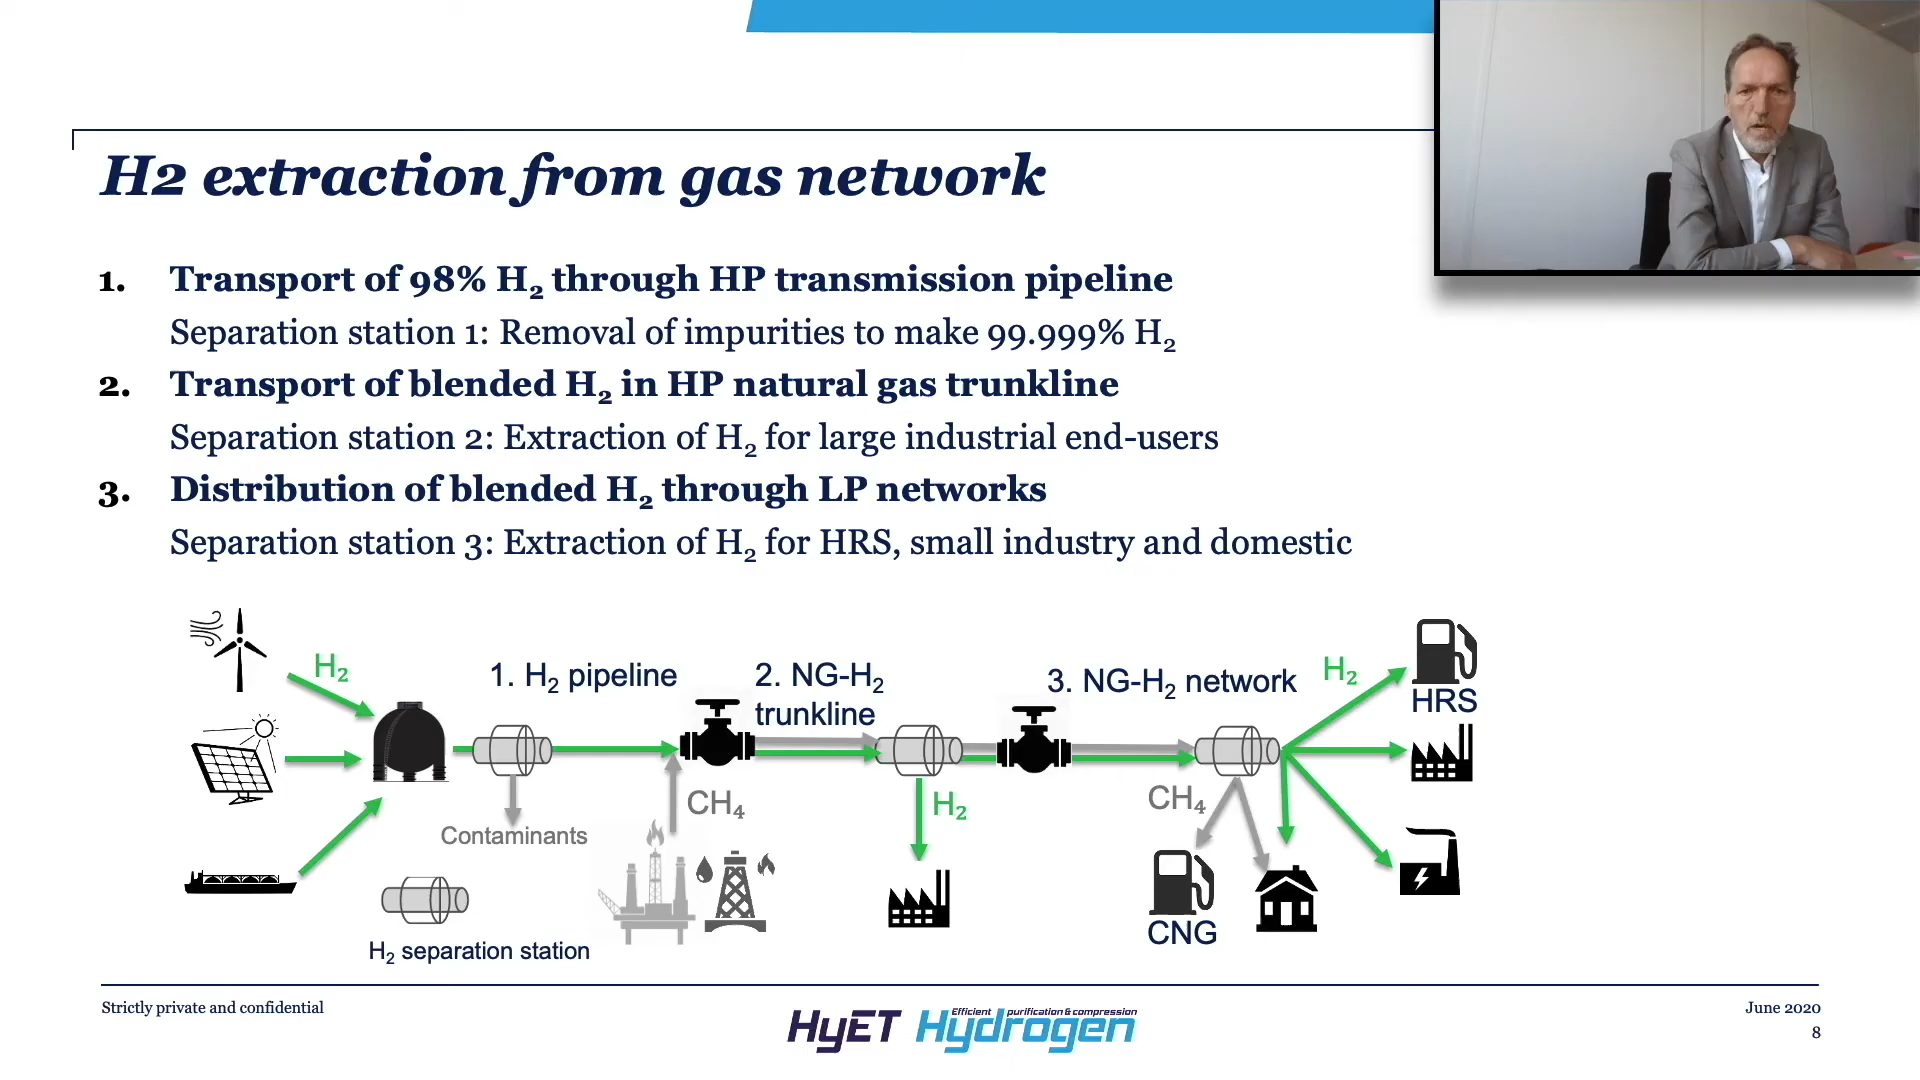 H2 extraction from gas network
1. Transport of 98% H₂ through HP transmission pipeline
Separation station 1: Removal of impurities to make 99.999% H₂
2. Transport of blended H₂ in HP natural gas trunkline
Separation station 2: Extraction of H₂ for large industrial end-users
3. Distribution of blended H₂ through LP networks
Separation station 3: Extraction of H₂ for HRS, small industry and domestic
H₂
1. H₂ pipeline
2. NG-H₂
trunkline
3. NG-H₂ network
H₂
HRS
Contaminants
CH₄
H₂
CH₄
CNG
H₂ separation station
Strictly private and confidential
HyET Hydrogen
Efficient purification & compression
June 2020
8